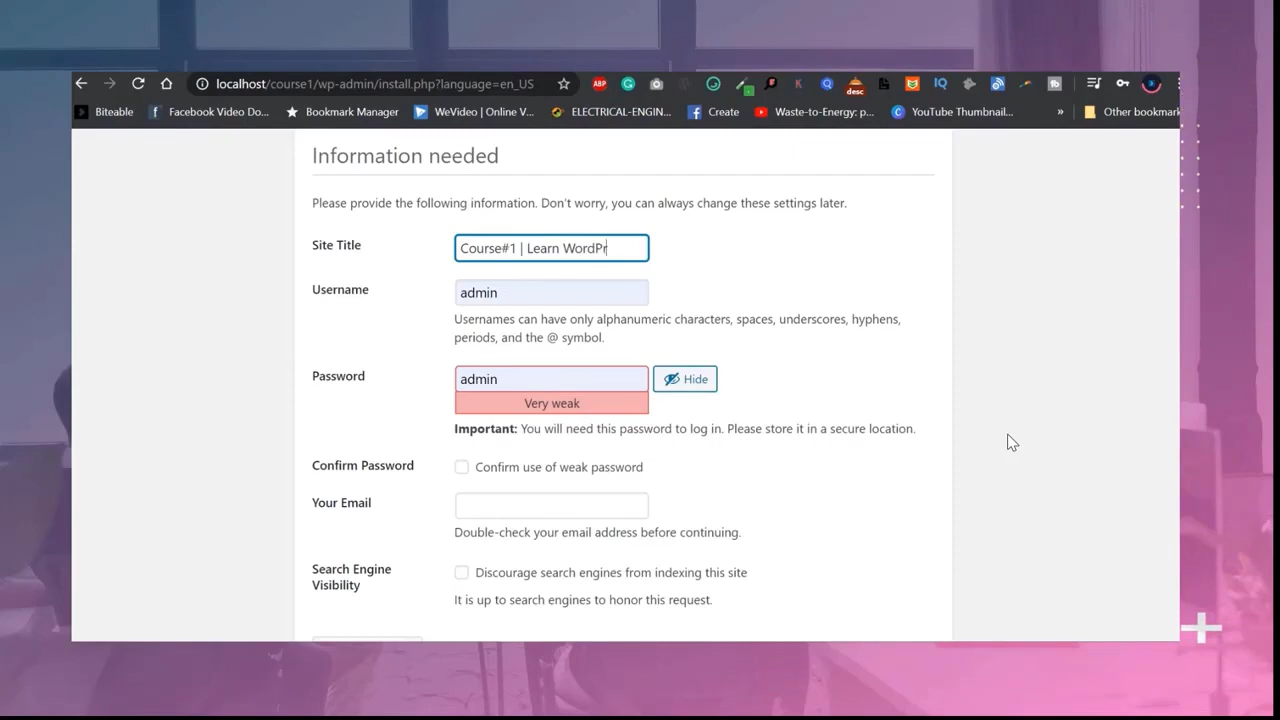 localhost/course1/wp-admin/install.php?language=en_US
ABP
desc
K
IQ
Biteable
Facebook Video Do...
Bookmark Manager
WeVideo | Online V...
ELECTRICAL-ENGIN...
Create
Waste-to-Energy: p...
YouTube Thumbnail...
»
Other bookmark
Information needed
Please provide the following information. Don't worry, you can always change these settings later.
Site Title
Course#1 | Learn WordPr
Username
admin
Usernames can have only alphanumeric characters, spaces, underscores, hyphens,
periods, and the @ symbol.
Password
admin
Hide
Very weak
Important: You will need this password to log in. Please store it in a secure location.
Confirm Password
Confirm use of weak password
Your Email
Double-check your email address before continuing.
Search Engine
Visibility
Discourage search engines from indexing this site
It is up to search engines to honor this request.